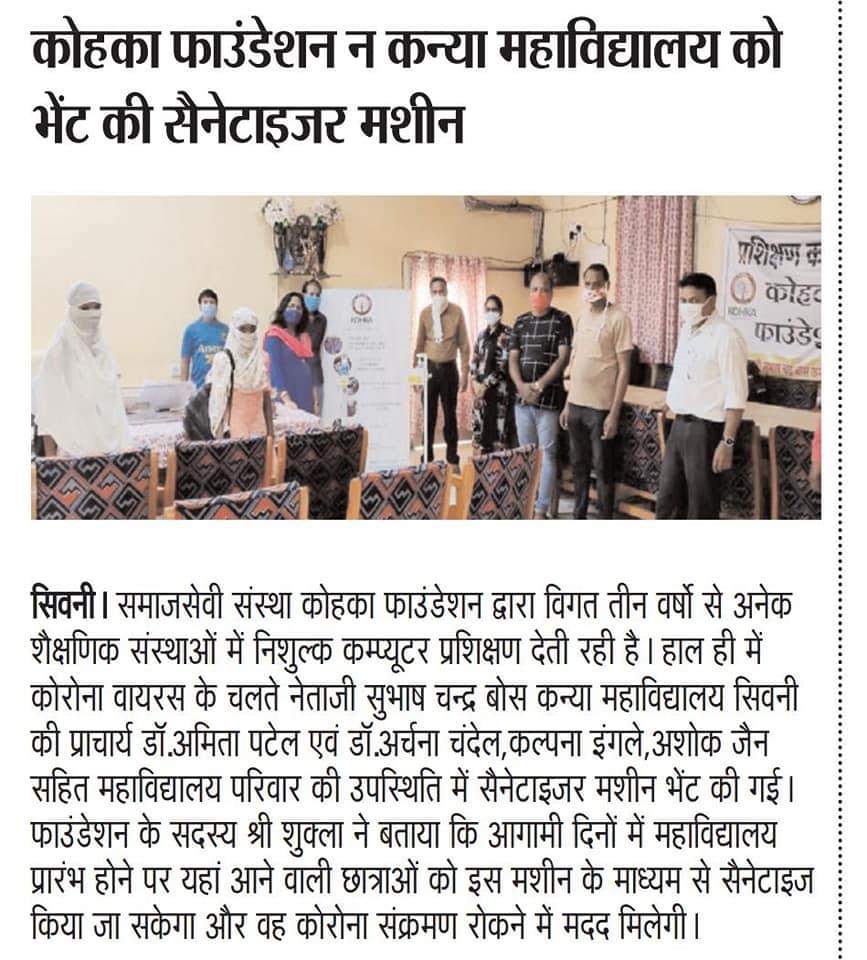 कोहका फाउंडेशन न कन्या महाविद्यालय को
भेंट की सैनेटाइजर मशीन
KOHKA
प्रशिक्षण क
कोह
KOHKA
फाउंडे
सिवनी। समाजसेवी संस्था कोहका फाउंडेशन द्वारा विगत तीन वर्षो से अनेक
शैक्षणिक संस्थाओं में निशुल्क कम्प्यूटर प्रशिक्षण देती रही है। हाल ही में
कोरोना वायरस के चलते नेताजी सुभाष चन्द्र बोस कन्या महाविद्यालय सिवनी
की प्राचार्य डॉ.अमिता पटेल एवं डॉ.अर्चना चंदेल,कल्पना इंगले,अशोक जैन
सहित महाविद्यालय परिवार की उपस्थिति में सैनेटाइजर मशीन भेंट की गई।
फाउंडेशन के सदस्य श्री शुक्ला ने बताया कि आगामी दिनों में महाविद्यालय
प्रारंभ होने पर यहां आने वाली छात्राओं को इस मशीन के माध्यम से सैनेटाइज
किया जा सकेगा और वह कोरोना संक्रमण रोकने में मदद मिलेगी।